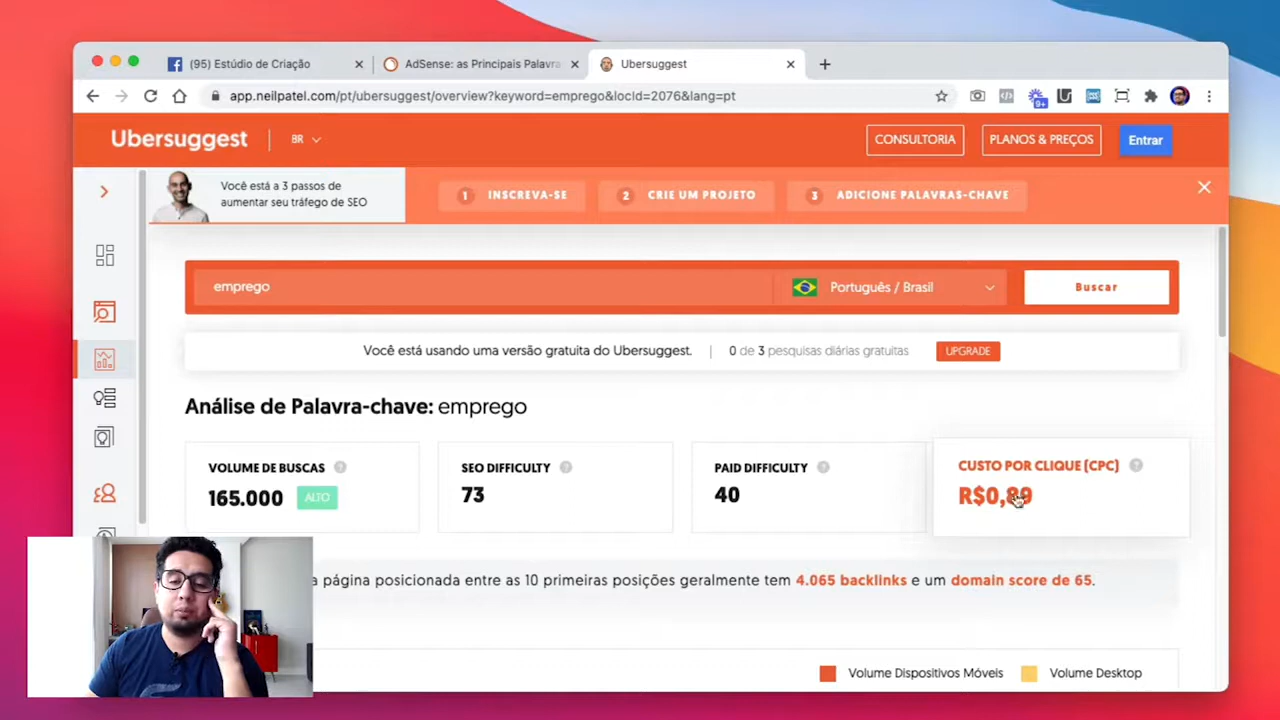 (95) Estúdio de Criação
AdSense: as Principais Palavra
Ubersuggest
app.neilpatel.com/pt/ubersuggest/overview?keyword=emprego&locId=2076&lang=pt
9+
Ubersuggest
BR
CONSULTORIA
PLANOS & PREÇOS
Entrar
Você está a 3 passos de
aumentar seu tráfego de SEO
1 INSCREVA-SE
2 CRIE UM PROJETO
3 ADICIONE PALAVRAS-CHAVE
emprego
Português / Brasil
Buscar
Você está usando uma versão gratuita do Ubersuggest. | 0 de 3 pesquisas diárias gratuitas
UPGRADE
Análise de Palavra-chave: emprego
VOLUME DE BUSCAS ?
165.000 ALTO
SEO DIFFICULTY ?
73
PAID DIFFICULTY ?
40
CUSTO POR CLIQUE (CPC) ?
R$0,89
a página posicionada entre as 10 primeiras posições geralmente tem 4.065 backlinks e um domain score de 65.
Volume Dispositivos Móveis
Volume Desktop